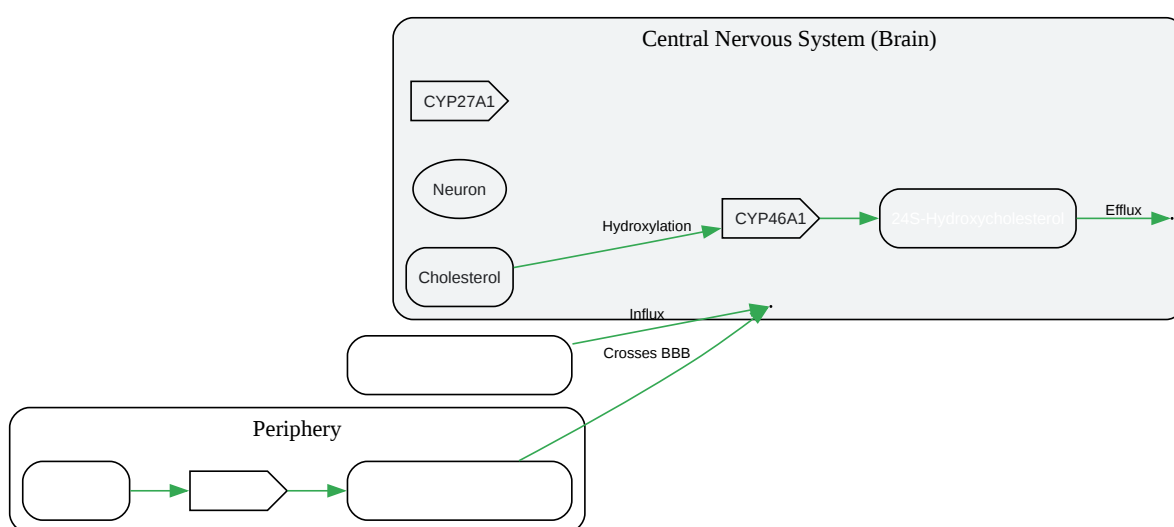 Central Nervous System (Brain)
CYP27A1
Neuron
Cholesterol
Hydroxylation
CYP46A1
24S-Hydroxycholesterol
Efflux
Influx
Crosses BBB
Periphery